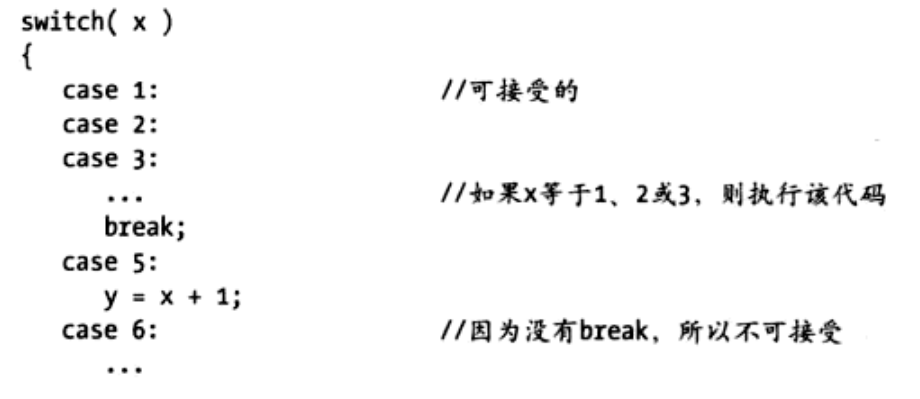 switch( x )
{
case 1: //可接受的
case 2:
case 3:
... //如果x等于1、2或3，则执行该代码
break;
case 5:
y = x + 1;
case 6: //因为没有break，所以不可接受
...